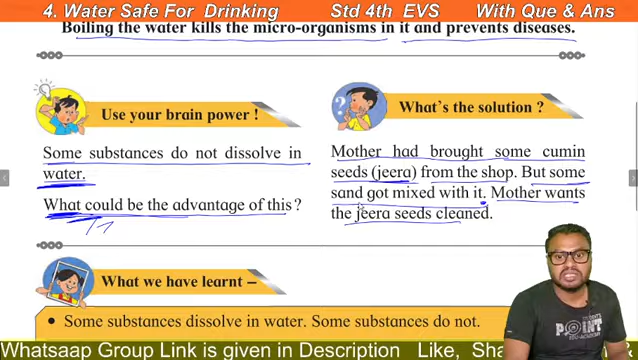 4. Water Safe For Drinking Std 4th EVS With Que & Ans
Boiling the water kills the micro-organisms in it and prevents diseases.
Use your brain power !
Some substances do not dissolve in
water.
What could be the advantage of this ?
What's the solution ?
Mother had brought some cumin
seeds (jeera) from the shop. But some
sand got mixed with it. Mother wants
the jeera seeds cleaned.
What we have learnt –
• Some substances dissolve in water. Some substances do not.
POINT
Whatsaap Group Link is given in Description Like, Sha